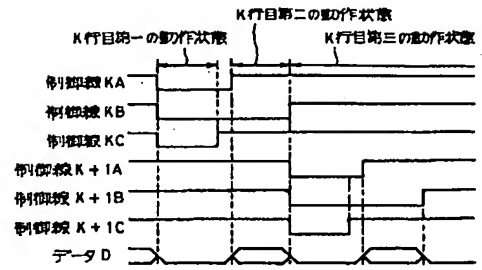 K行目第二の動作状態
K行目第一の動作状態
K行目第三の動作状態
制御線 KA
制御線 KB
制御線 KC
制御線 K+1A
制御線 K+1B
制御線 K+1C
データ D